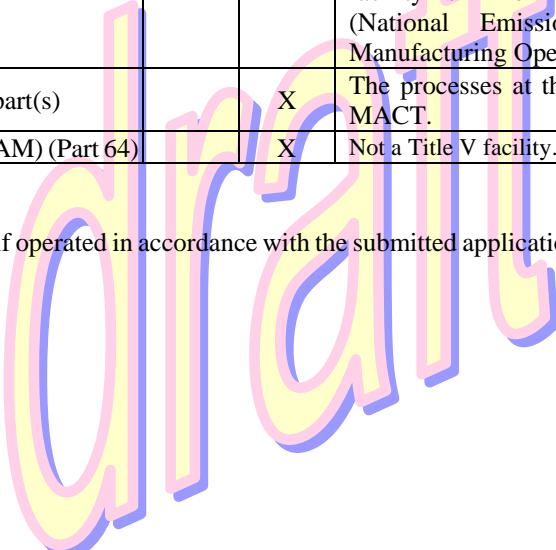 (National Emissio
Manufacturing Ope
part(s) X The processes at th
MACT.
AM) (Part 64) X Not a Title V facility.
if operated in accordance with the submitted applicatio
draft